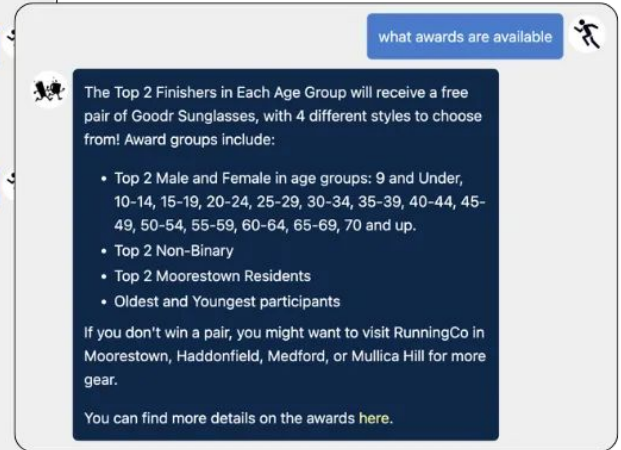 what awards are available
The Top 2 Finishers in Each Age Group will receive a free
pair of Goodr Sunglasses, with 4 different styles to choose
from! Award groups include:
• Top 2 Male and Female in age groups: 9 and Under,
10-14, 15-19, 20-24, 25-29, 30-34, 35-39, 40-44, 45-
49, 50-54, 55-59, 60-64, 65-69, 70 and up.
• Top 2 Non-Binary
• Top 2 Moorestown Residents
• Oldest and Youngest participants
If you don't win a pair, you might want to visit RunningCo in
Moorestown, Haddonfield, Medford, or Mullica Hill for more
gear.
You can find more details on the awards here.